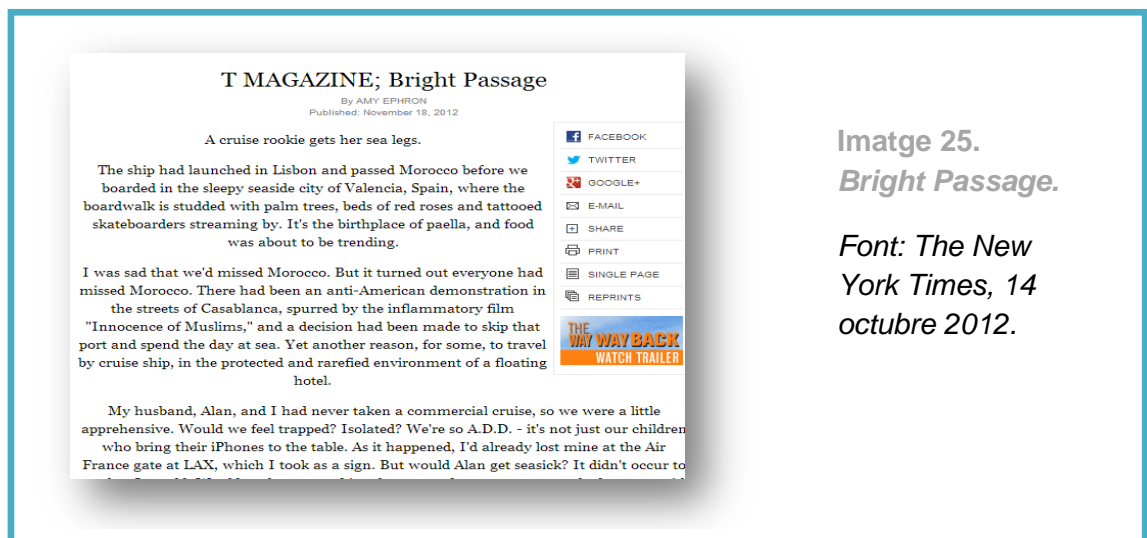 T MAGAZINE; Bright Passage
By AMY EPHRON
Published: November 18, 2012
A cruise rookie gets her sea legs.
The ship had launched in Lisbon and passed Morocco before we
boarded in the sleepy seaside city of Valencia, Spain, where the
boardwalk is studded with palm trees, beds of red roses and tattooed
skateboarders streaming by. It's the birthplace of paella, and food
was about to be trending.
I was sad that we'd missed Morocco. But it turned out everyone had
missed Morocco. There had been an anti-American demonstration in
the streets of Casablanca, spurred by the inflammatory film
"Innocence of Muslims," and a decision had been made to skip that
port and spend the day at sea. Yet another reason, for some, to travel
by cruise ship, in the protected and rarefied environment of a floating
hotel.
My husband, Alan, and I had never taken a commercial cruise, so we were a little
apprehensive. Would we feel trapped? Isolated? We're so A.D.D. - it's not just our children
who bring their iPhones to the table. As it happened, I'd already lost mine at the Air
France gate at LAX, which I took as a sign. But would Alan get seasick? It didn't occur to
FACEBOOK
TWITTER
GOOGLE+
E-MAIL
SHARE
PRINT
SINGLE PAGE
REPRINTS
THE
WAY WAY BACK
WATCH TRAILER
Imatge 25.
Bright Passage.
Font: The New
York Times, 14
octubre 2012.